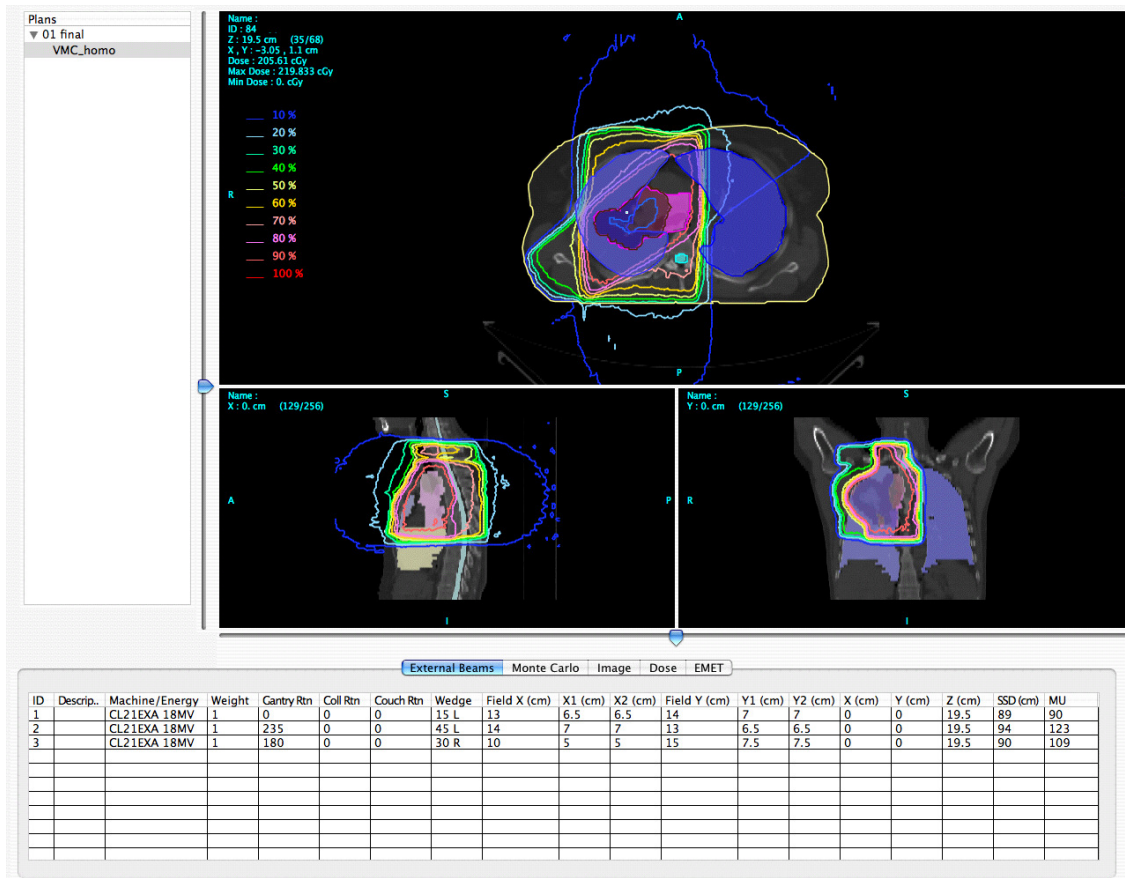 Plans
01 final
VMC_homo
Name :
ID : 84
Z : 19.5 cm (35/68)
X , Y : -3.05 , 1.1 cm
Dose : 205.61 cGy
Max Dose : 219.833 cGy
Min Dose : 0. cGy
A
10 %
20 %
30 %
40 %
50 %
60 %
70 %
80 %
90 %
100 %
R
P
Name :
X : 0. cm (129/256)
S
A
P
I
Name :
Y : 0. cm (129/256)
S
R
I
External Beams Monte Carlo Image Dose EMET
ID Descrip.. Machine/Energy Weight Gantry Rtn Coll Rtn Couch Rtn Wedge Field X (cm) X1 (cm) X2 (cm) Field Y (cm) Y1 (cm) Y2 (cm) X (cm) Y (cm) Z (cm) SSD (cm) MU
1 CL21EXA 18MV 1 0 0 0 15 L 13 6.5 6.5 14 7 7 0 0 19.5 89 90
2 CL21EXA 18MV 1 235 0 0 45 L 14 7 7 13 6.5 6.5 0 0 19.5 94 123
3 CL21EXA 18MV 1 180 0 0 30 R 10 5 5 15 7.5 7.5 0 0 19.5 90 109